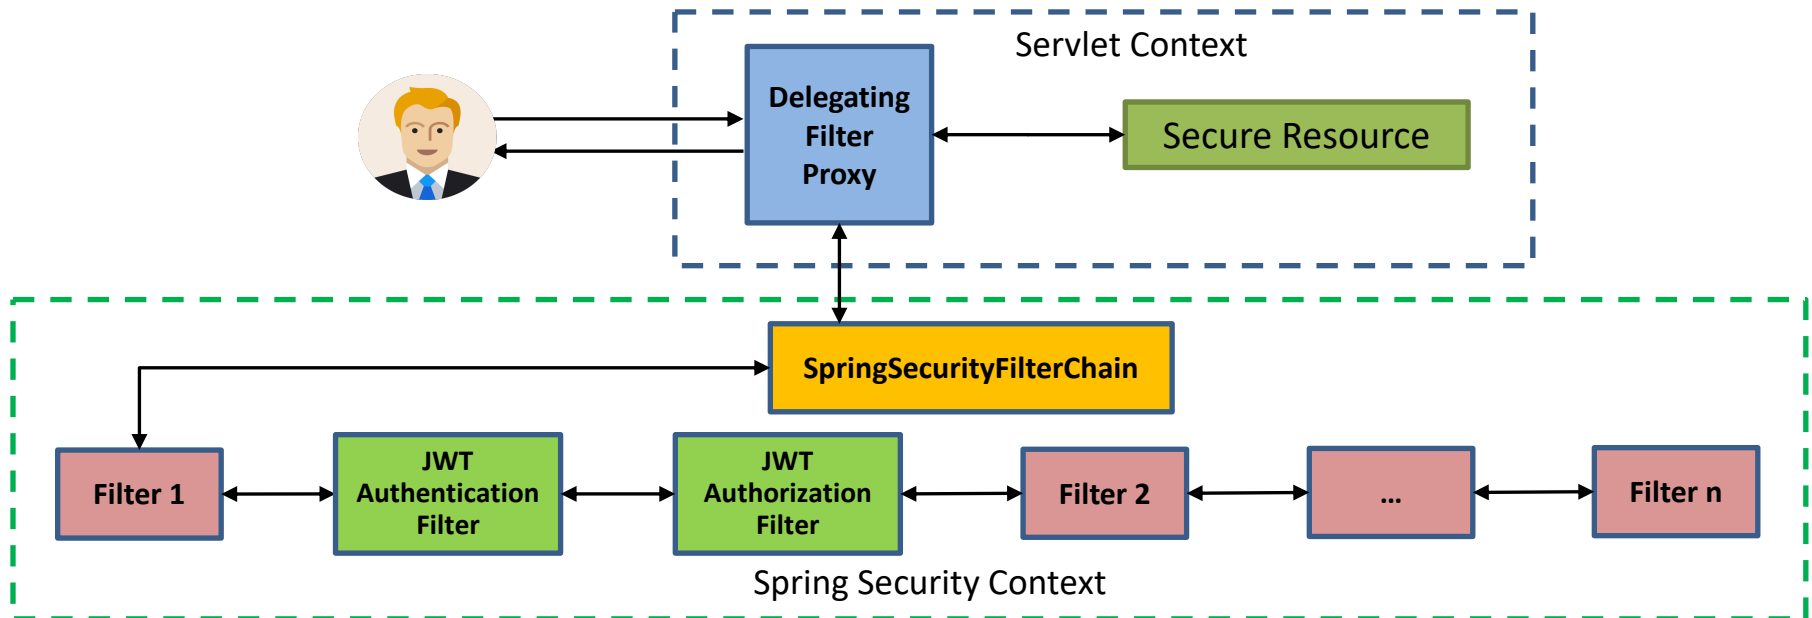 Servlet Context
Delegating
Filter
Proxy
Secure Resource
SpringSecurityFilterChain
Filter 1
JWT
Authentication
Filter
JWT
Authorization
Filter
Filter 2
...
Filter n
Spring Security Context